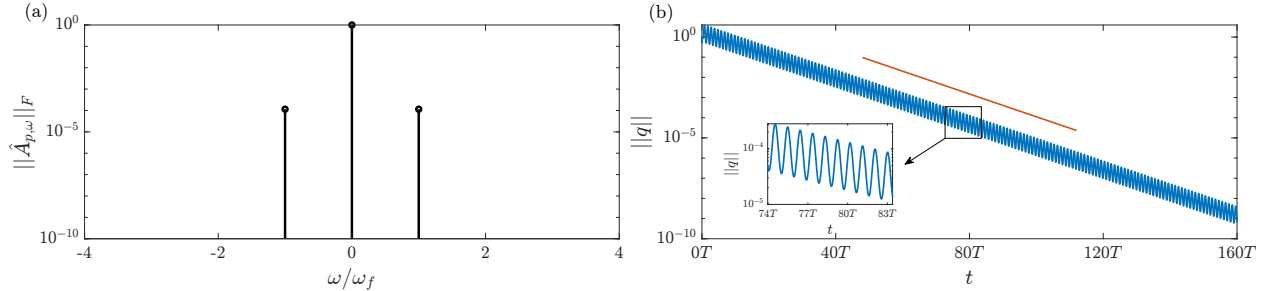 (a)
10^0
10^-5
10^-10
||Â_{p,ω}||_F
-4
-2
0
2
4
ω/ω_f
(b)
10^0
10^-5
10^-10
||q||
0T
40T
80T
120T
160T
t
10^-4
10^-5
||q||
74T
77T
80T
83T
t